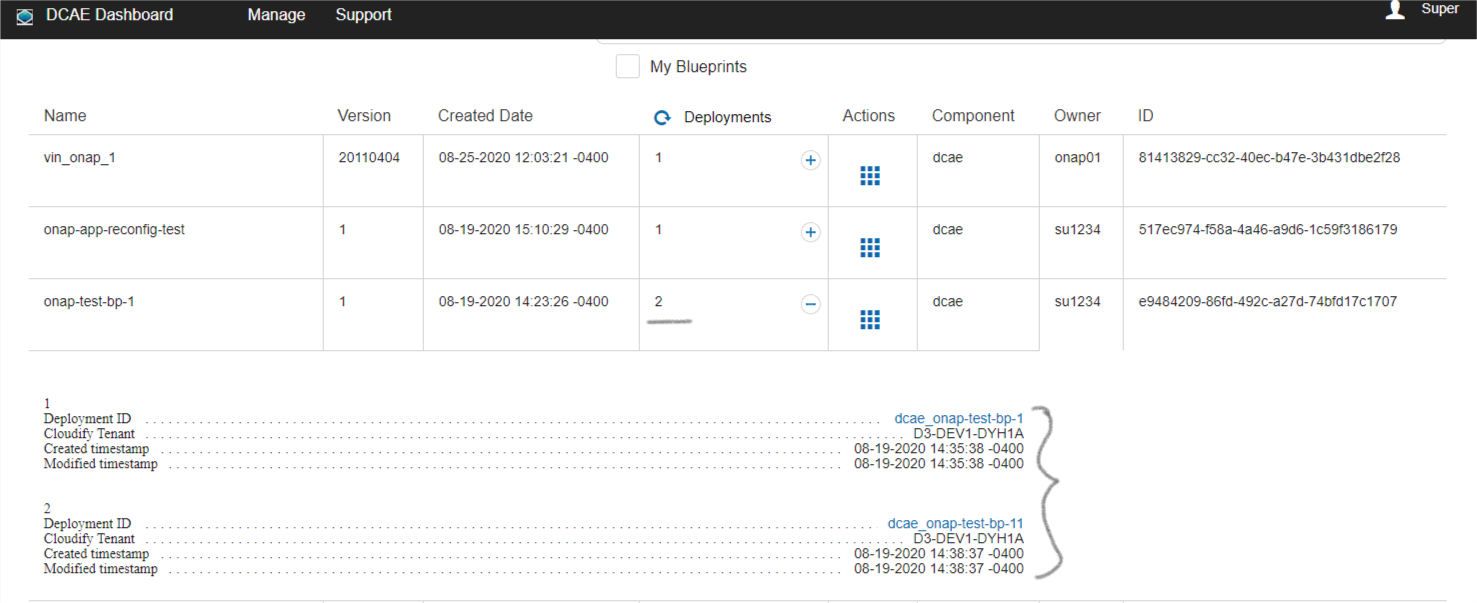 DCAE Dashboard Manage Support Super
My Blueprints
Name Version Created Date Deployments Actions Component Owner ID
vin_onap_1 20110404 08-25-2020 12:03:21 -0400 1 dcae onap01 81413829-cc32-40ec-b47e-3b431dbe2f28
onap-app-reconfig-test 1 08-19-2020 15:10:29 -0400 1 dcae su1234 517ec974-f58a-4a46-a9d6-1c59f3186179
onap-test-bp-1 1 08-19-2020 14:23:26 -0400 2 dcae su1234 e9484209-86fd-492c-a27d-74bfd17c1707
1
Deployment ID dcae_onap-test-bp-1
Cloudify Tenant D3-DEV1-DYH1A
Created timestamp 08-19-2020 14:35:38 -0400
Modified timestamp 08-19-2020 14:35:38 -0400
2
Deployment ID dcae_onap-test-bp-11
Cloudify Tenant D3-DEV1-DYH1A
Created timestamp 08-19-2020 14:38:37 -0400
Modified timestamp 08-19-2020 14:38:37 -0400